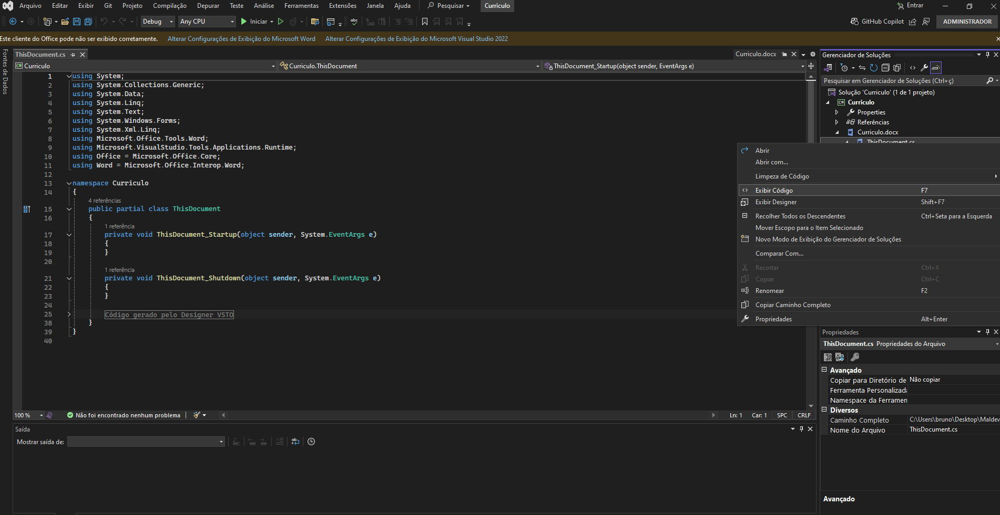 Arquivo Editar Exibir Git Projeto Compilação Depurar Teste Análise Ferramentas Extensões Janela Ajuda Pesquisar Curriculo Entrar
Debug Any CPU Iniciar GitHub Copilot ADMINISTRADOR
Este cliente do Office pode não ser exibido corretamente. Alterar Configurações de Exibição do Microsoft Word Alterar Configurações de Exibição do Microsoft Visual Studio 2022
Fontes de Dados
ThisDocument.cs Curriculo.docx
Curriculo Curriculo.ThisDocument ThisDocument_Startup(object sender, EventArgs e)
1 using System;
2 using System.Collections.Generic;
3 using System.Data;
4 using System.Linq;
5 using System.Text;
6 using System.Windows.Forms;
7 using System.Xml.Linq;
8 using Microsoft.Office.Tools.Word;
9 using Microsoft.VisualStudio.Tools.Applications.Runtime;
10 using Office = Microsoft.Office.Core;
11 using Word = Microsoft.Office.Interop.Word;
12
13 namespace Curriculo
14 {
4 referências
15 public partial class ThisDocument
16 {
1 referência
17 private void ThisDocument_Startup(object sender, System.EventArgs e)
18 {
19 }
20
1 referência
21 private void ThisDocument_Shutdown(object sender, System.EventArgs e)
22 {
23 }
24
25 Código gerado pelo Designer VSTO
38 }
39 }
40
100 % Não foi encontrado nenhum problema Ln: 1 Car: 1 SPC CRLF
Saída
Mostrar saída de:
Gerenciador de Soluções
Pesquisar em Gerenciador de Soluções (Ctrl+ç)
Solução 'Curriculo' (1 de 1 projeto)
Curriculo
Properties
Referências
Curriculo.docx
ThisDocument.cs
Abrir
Abrir com...
Limpeza de Código
Exibir Código F7
Exibir Designer Shift+F7
Recolher Todos os Descendentes Ctrl+Seta para a Esquerda
Mover Escopo para o Item Selecionado
Novo Modo de Exibição do Gerenciador de Soluções
Comparar Com...
Recortar Ctrl+X
Copiar Ctrl+C
Renomear F2
Copiar Caminho Completo
Propriedades Alt+Enter
Propriedades
ThisDocument.cs Propriedades do Arquivo
Avançado
Copiar para Diretório de Não copiar
Ferramenta Personalizada
Namespace da Ferramen
Diversos
Caminho Completo C:\Users\bruno\Desktop\Maldev
Nome do Arquivo ThisDocument.cs
Avançado